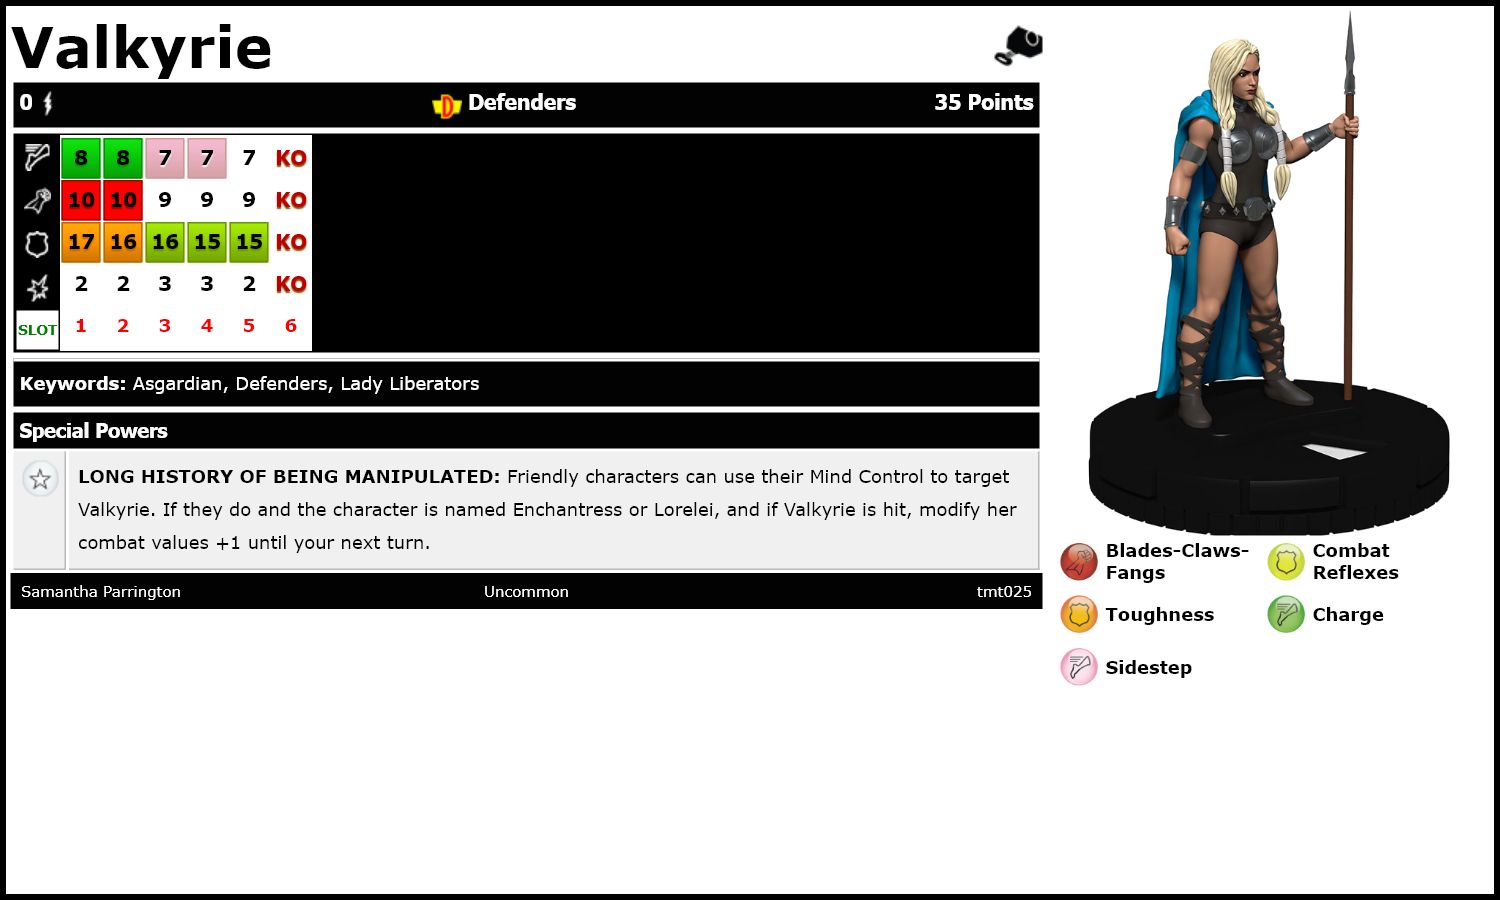 Valkyrie
0 D Defenders 35 Points
8 8 7 7 7 KO
10 10 9 9 9 KO
17 16 16 15 15 KO
2 2 3 3 2 KO
SLOT 1 2 3 4 5 6
Keywords: Asgardian, Defenders, Lady Liberators
Special Powers
LONG HISTORY OF BEING MANIPULATED: Friendly characters can use their Mind Control to target
Valkyrie. If they do and the character is named Enchantress or Lorelei, and if Valkyrie is hit, modify her
combat values +1 until your next turn.
Samantha Parrington Uncommon tmt025
Blades-Claws-
Fangs
Combat
Reflexes
Toughness
Charge
Sidestep